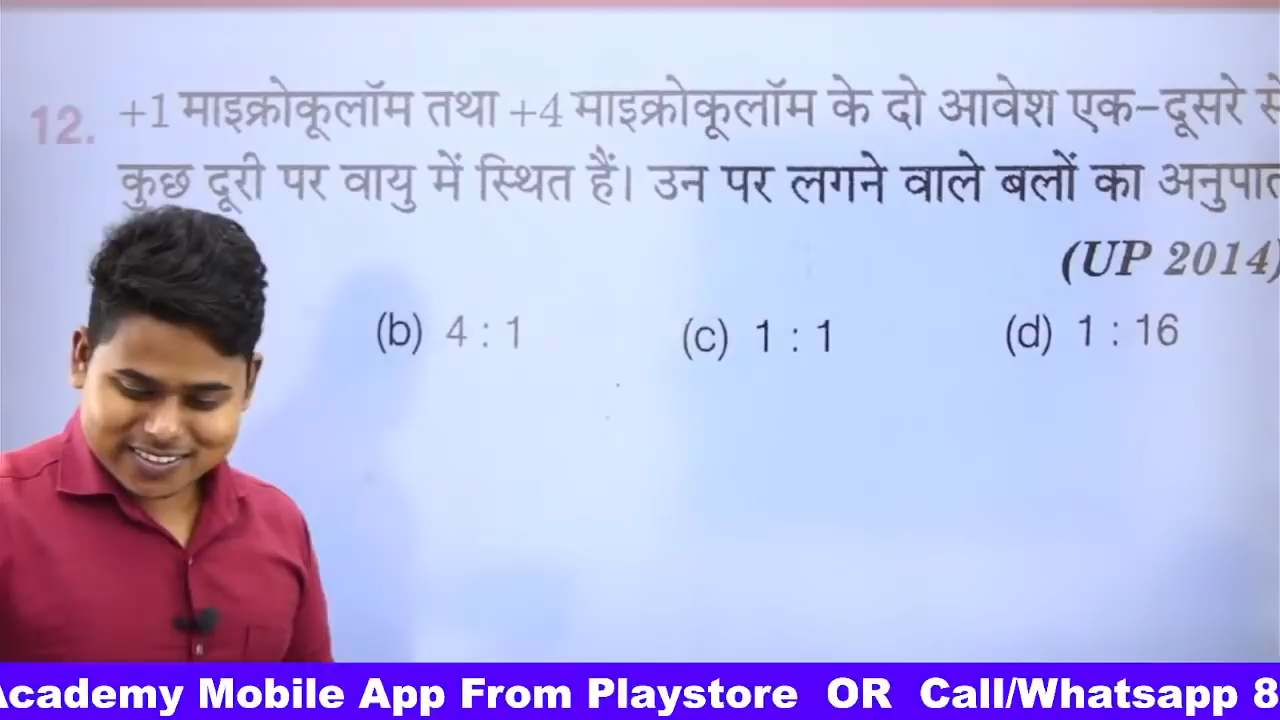 12. +1 माइक्रोकूलॉम तथा +4 माइक्रोकूलॉम के दो आवेश एक-दूसरे से
कुछ दूरी पर वायु में स्थित हैं। उन पर लगने वाले बलों का अनुपात
(UP 2014)
(b) 4 : 1 (c) 1 : 1 (d) 1 : 16
Academy Mobile App From Playstore OR Call/Whatsapp 8